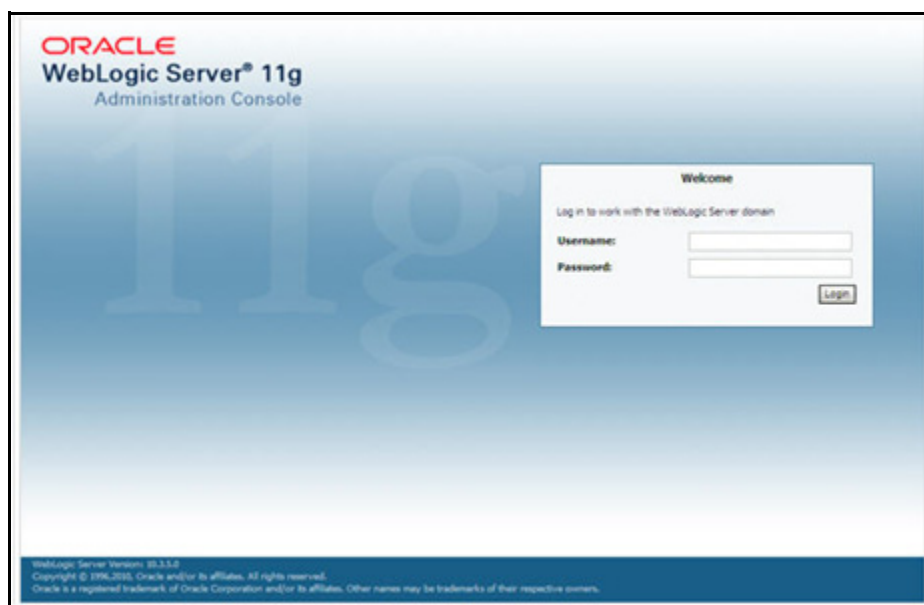 ORACLE
WebLogic Server® 11g
Administration Console
11g
Welcome
Log in to work with the WebLogic Server domain
Username:
Password:
Login
WebLogic Server Version: 10.3.5.0
Copyright © 1996,2010, Oracle and/or its affiliates. All rights reserved.
Oracle is a registered trademark of Oracle Corporation and/or its affiliates. Other names may be trademarks of their respective owners.